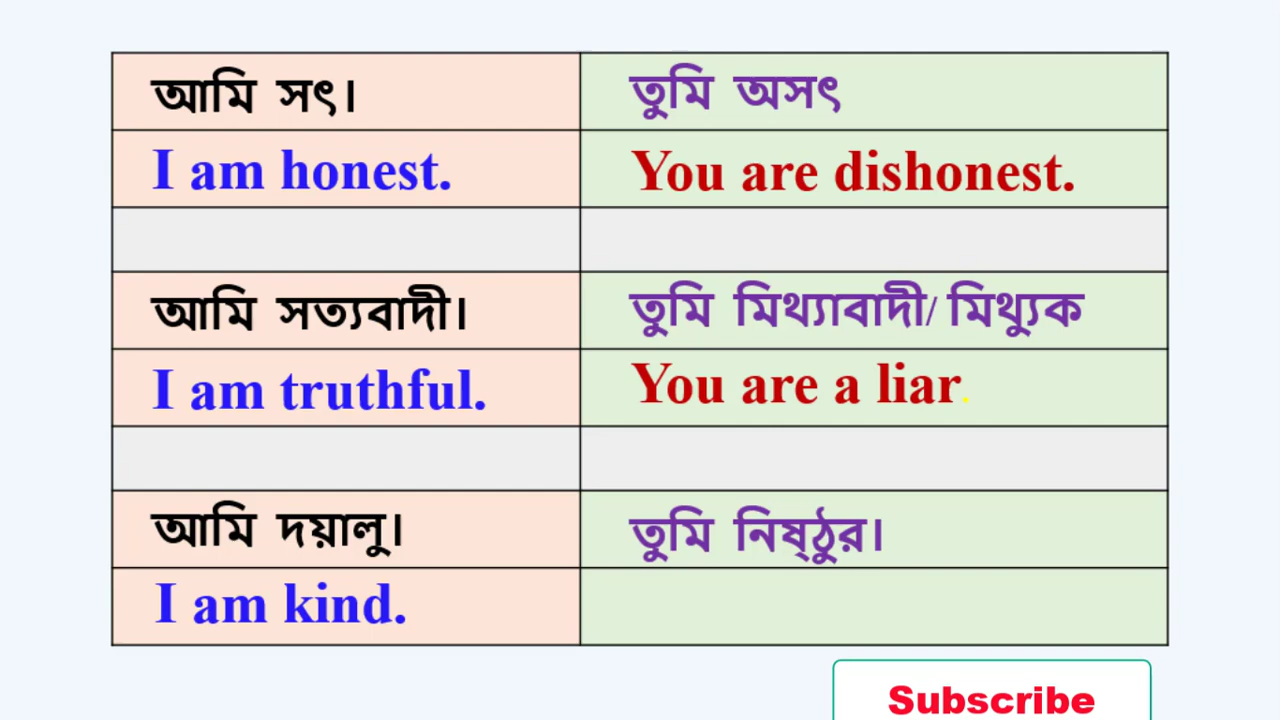 আমি সৎ। তুমি অসৎ
I am honest. You are dishonest.
আমি সত্যবাদী। তুমি মিথ্যাবাদী/ মিথ্যুক
I am truthful. You are a liar.
আমি দয়ালু। তুমি নিষ্ঠুর।
I am kind.
Subscribe